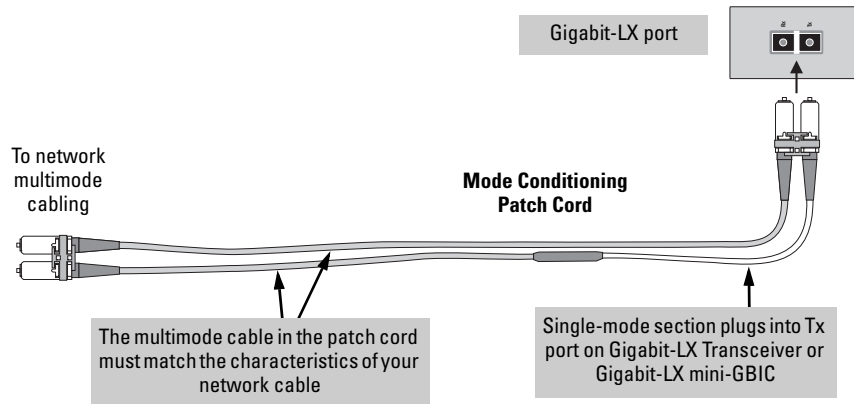 Gigabit-LX port
To network
multimode
cabling
Mode Conditioning
Patch Cord
The multimode cable in the patch cord
must match the characteristics of your
network cable
Single-mode section plugs into Tx
port on Gigabit-LX Transceiver or
Gigabit-LX mini-GBIC